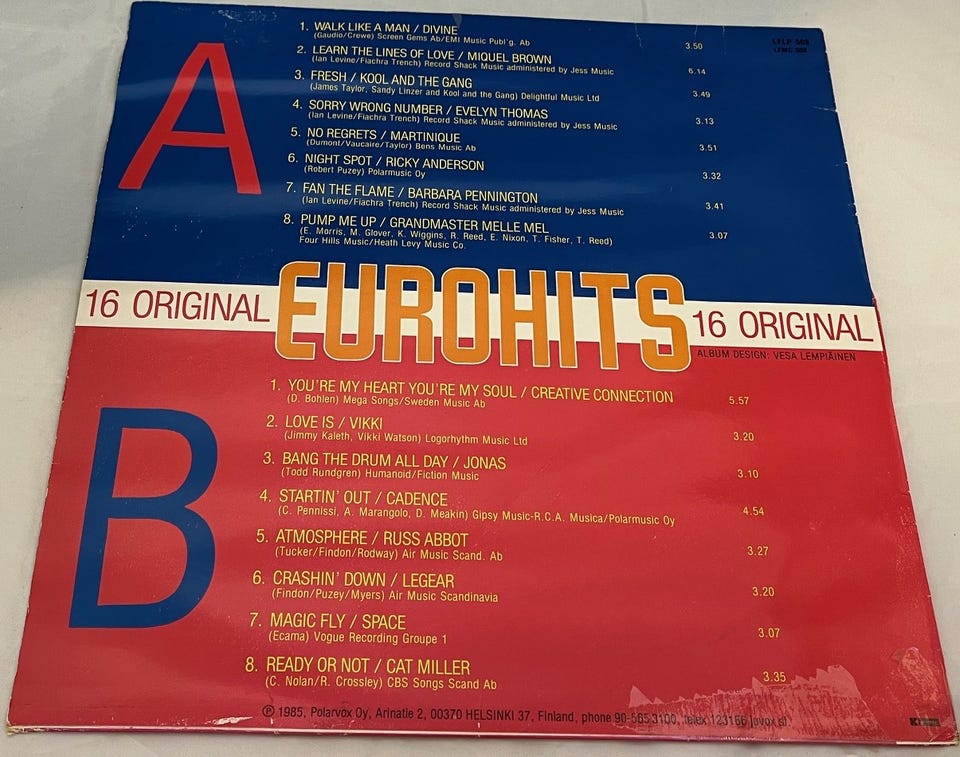 A
1. WALK LIKE A MAN / DIVINE
(Gaudio/Crewe) Screen Gems Ab/EMI Music Publ'g. Ab 3.50
2. LEARN THE LINES OF LOVE / MIQUEL BROWN
(Ian Levine/Fiachra Trench) Record Shack Music administered by Jess Music 6.14
3. FRESH / KOOL AND THE GANG
(James Taylor, Sandy Linzer and Kool and the Gang) Delightful Music Ltd 3.49
4. SORRY WRONG NUMBER / EVELYN THOMAS
(Ian Levine/Fiachra Trench) Record Shack Music administered by Jess Music 3.13
5. NO REGRETS / MARTINIQUE
(Dumont/Vaucaire/Taylor) Bens Music Ab 3.51
6. NIGHT SPOT / RICKY ANDERSON
(Robert Puzey) Polarmusic Oy 3.32
7. FAN THE FLAME / BARBARA PENNINGTON
(Ian Levine/Fiachra Trench) Record Shack Music administered by Jess Music 3.41
8. PUMP ME UP / GRANDMASTER MELLE MEL
(E. Morris, M. Glover, K. Wiggins, R. Reed, E. Nixon, T. Fisher, T. Reed) 3.07
Four Hills Music/Heath Levy Music Co.
16 ORIGINAL EUROHITS 16 ORIGINAL
ALBUM DESIGN: VESA LEMPIÄINEN
B
1. YOU'RE MY HEART YOU'RE MY SOUL / CREATIVE CONNECTION
(D. Bohlen) Mega Songs/Sweden Music Ab 5.57
2. LOVE IS / VIKKI
(Jimmy Kaleth, Vikki Watson) Logorhythm Music Ltd 3.20
3. BANG THE DRUM ALL DAY / JONAS
(Todd Rundgren) Humanoid/Fiction Music 3.10
4. STARTIN' OUT / CADENCE
(C. Pennissi, A. Marangolo, D. Meakin) Gipsy Music-R.C.A. Musica/Polarmusic Oy 4.54
5. ATMOSPHERE / RUSS ABBOT
(Tucker/Findon/Rodway) Air Music Scand. Ab 3.27
6. CRASHIN' DOWN / LEGEAR
(Findon/Puzey/Myers) Air Music Scandinavia 3.20
7. MAGIC FLY / SPACE
(Ecama) Vogue Recording Groupe 1 3.07
8. READY OR NOT / CAT MILLER
(C. Nolan/R. Crossley) CBS Songs Scand Ab 3.35
℗ 1985, Polarvox Oy, Arinatie 2, 00370 HELSINKI 37, Finland, phone 90-565 3100, telex 123166